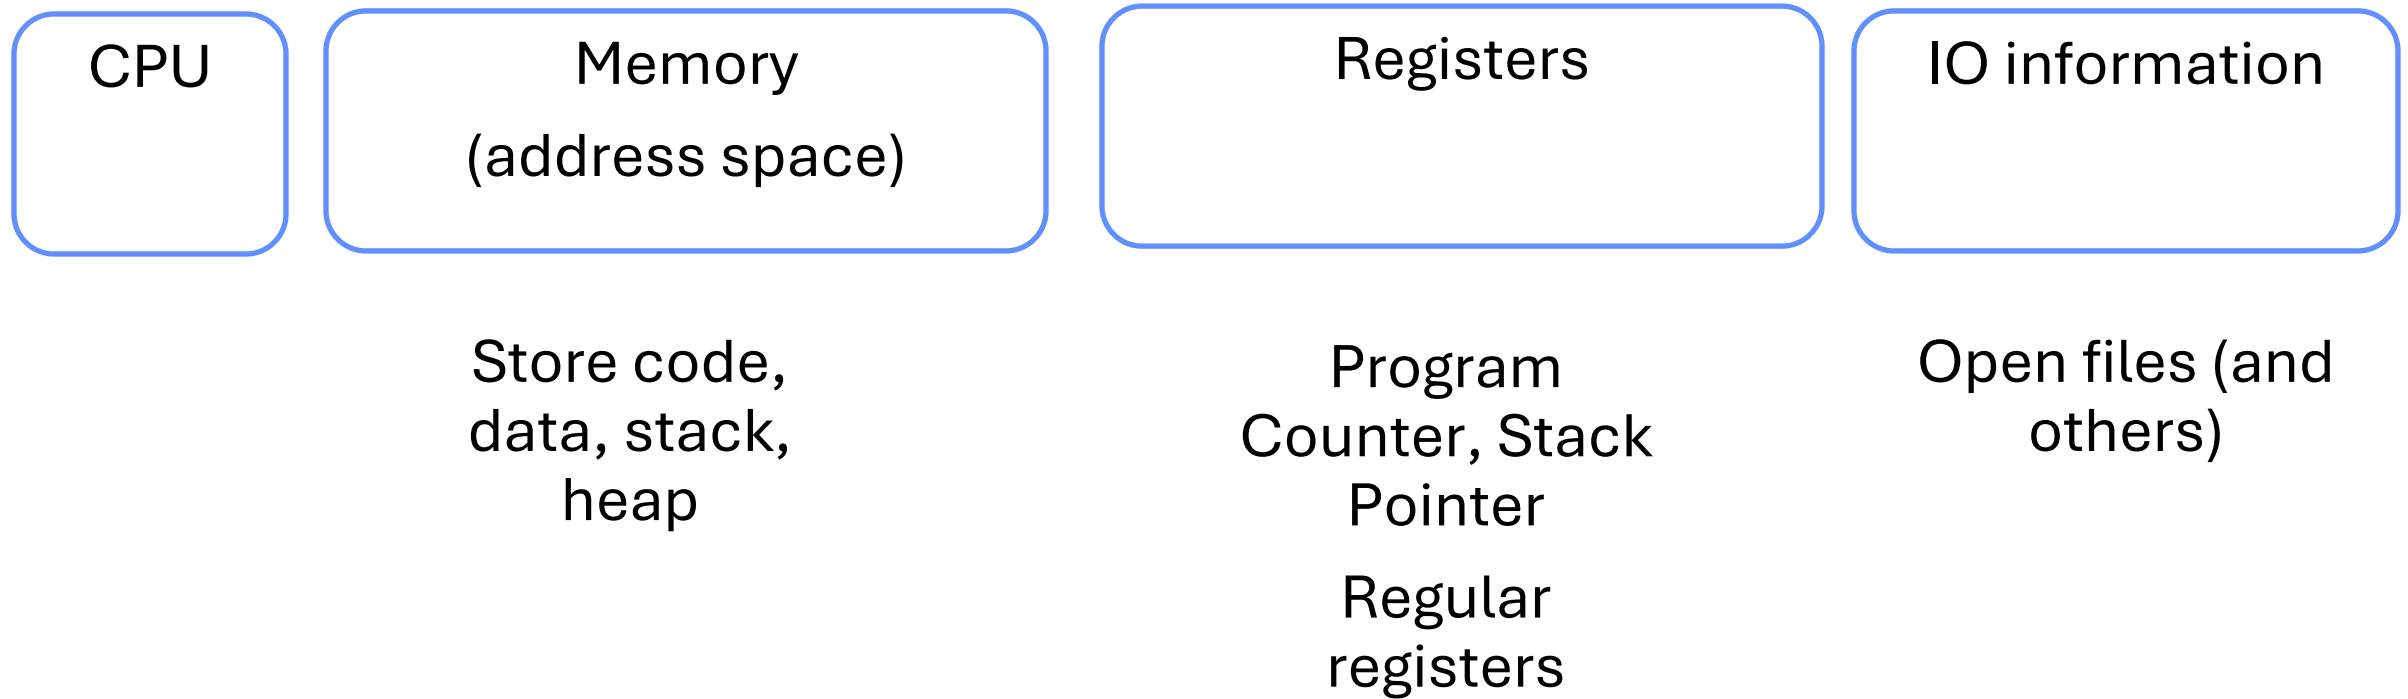 CPU
Memory
(address space)
Registers
IO information
Store code,
data, stack,
heap
Program
Counter, Stack
Pointer
Regular
registers
Open files (and
others)